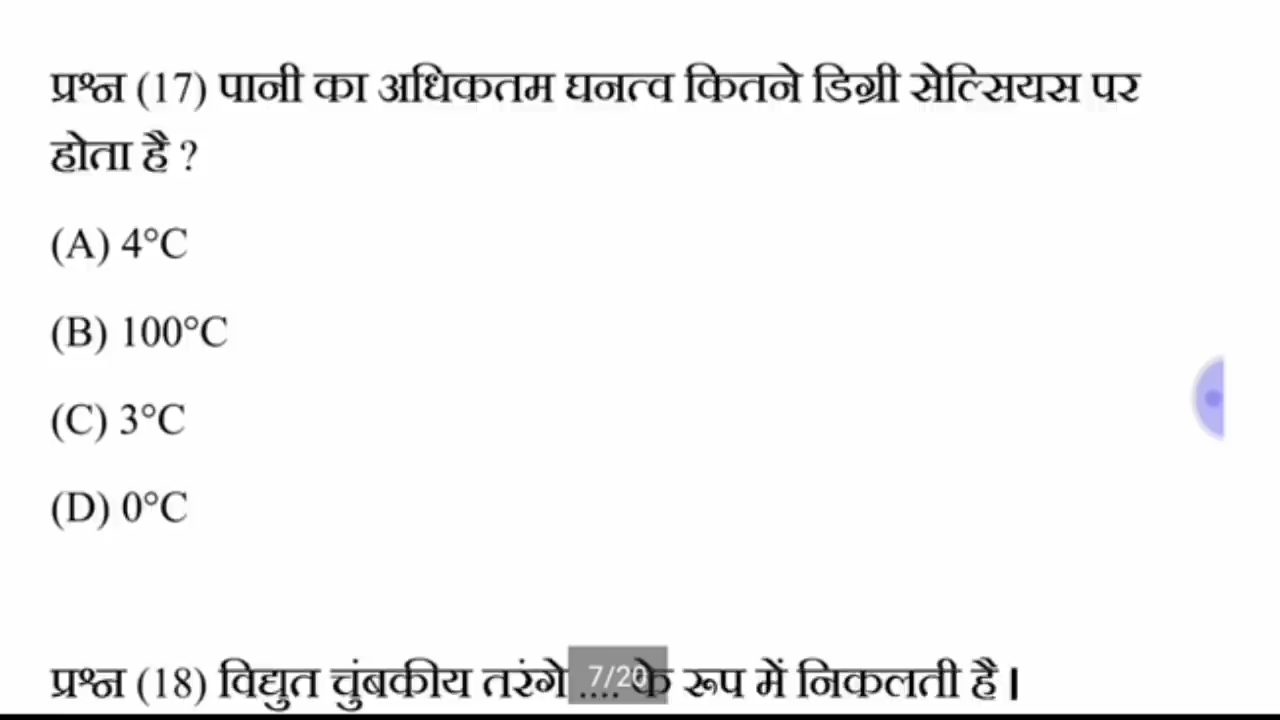 प्रश्न (17) पानी का अधिकतम घनत्व कितने डिग्री सेल्सियस पर
होता है ?
(A) 4°C
(B) 100°C
(C) 3°C
(D) 0°C
प्रश्न (18) विद्युत चुंबकीय तरंगे .... के रूप में निकलती है।
7/20